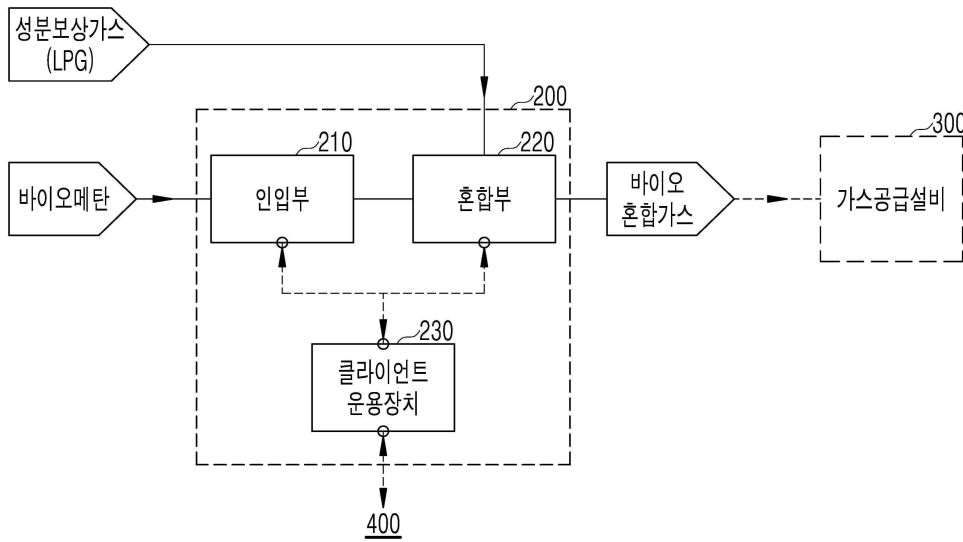 성분보상가스
(LPG)
200
300
210
220
바이오메탄
인입부
혼합부
바이오
혼합가스
가스공급설비
230
클라이언트
운용장치
400